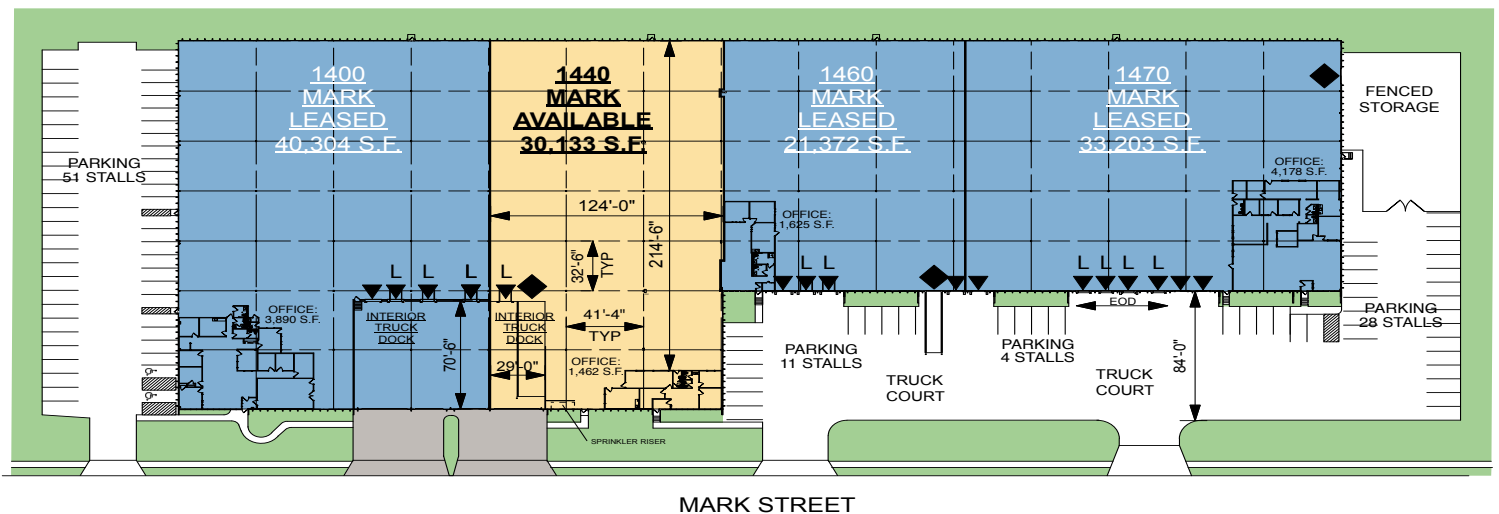 1400
MARK
LEASED
40,304 S.F.
1440
MARK
AVAILABLE
30,133 S.F.
1460
MARK
LEASED
21,372 S.F.
1470
MARK
LEASED
33,203 S.F.
FENCED
STORAGE
PARKING
51 STALLS
OFFICE:
4,178 S.F.
124'-0"
OFFICE:
1,625 S.F.
214'-6"
32'-6"
TYP
L
L
L
L
L
L
L
L
L
L
EOD
OFFICE:
3,890 S.F.
INTERIOR
TRUCK
DOCK
INTERIOR
TRUCK
DOCK
41'-4"
TYP
70'-6"
29'-0"
OFFICE:
1,462 S.F.
PARKING
11 STALLS
TRUCK
COURT
PARKING
4 STALLS
TRUCK
COURT
84'-0"
PARKING
28 STALLS
SPRINKLER RISER
MARK STREET